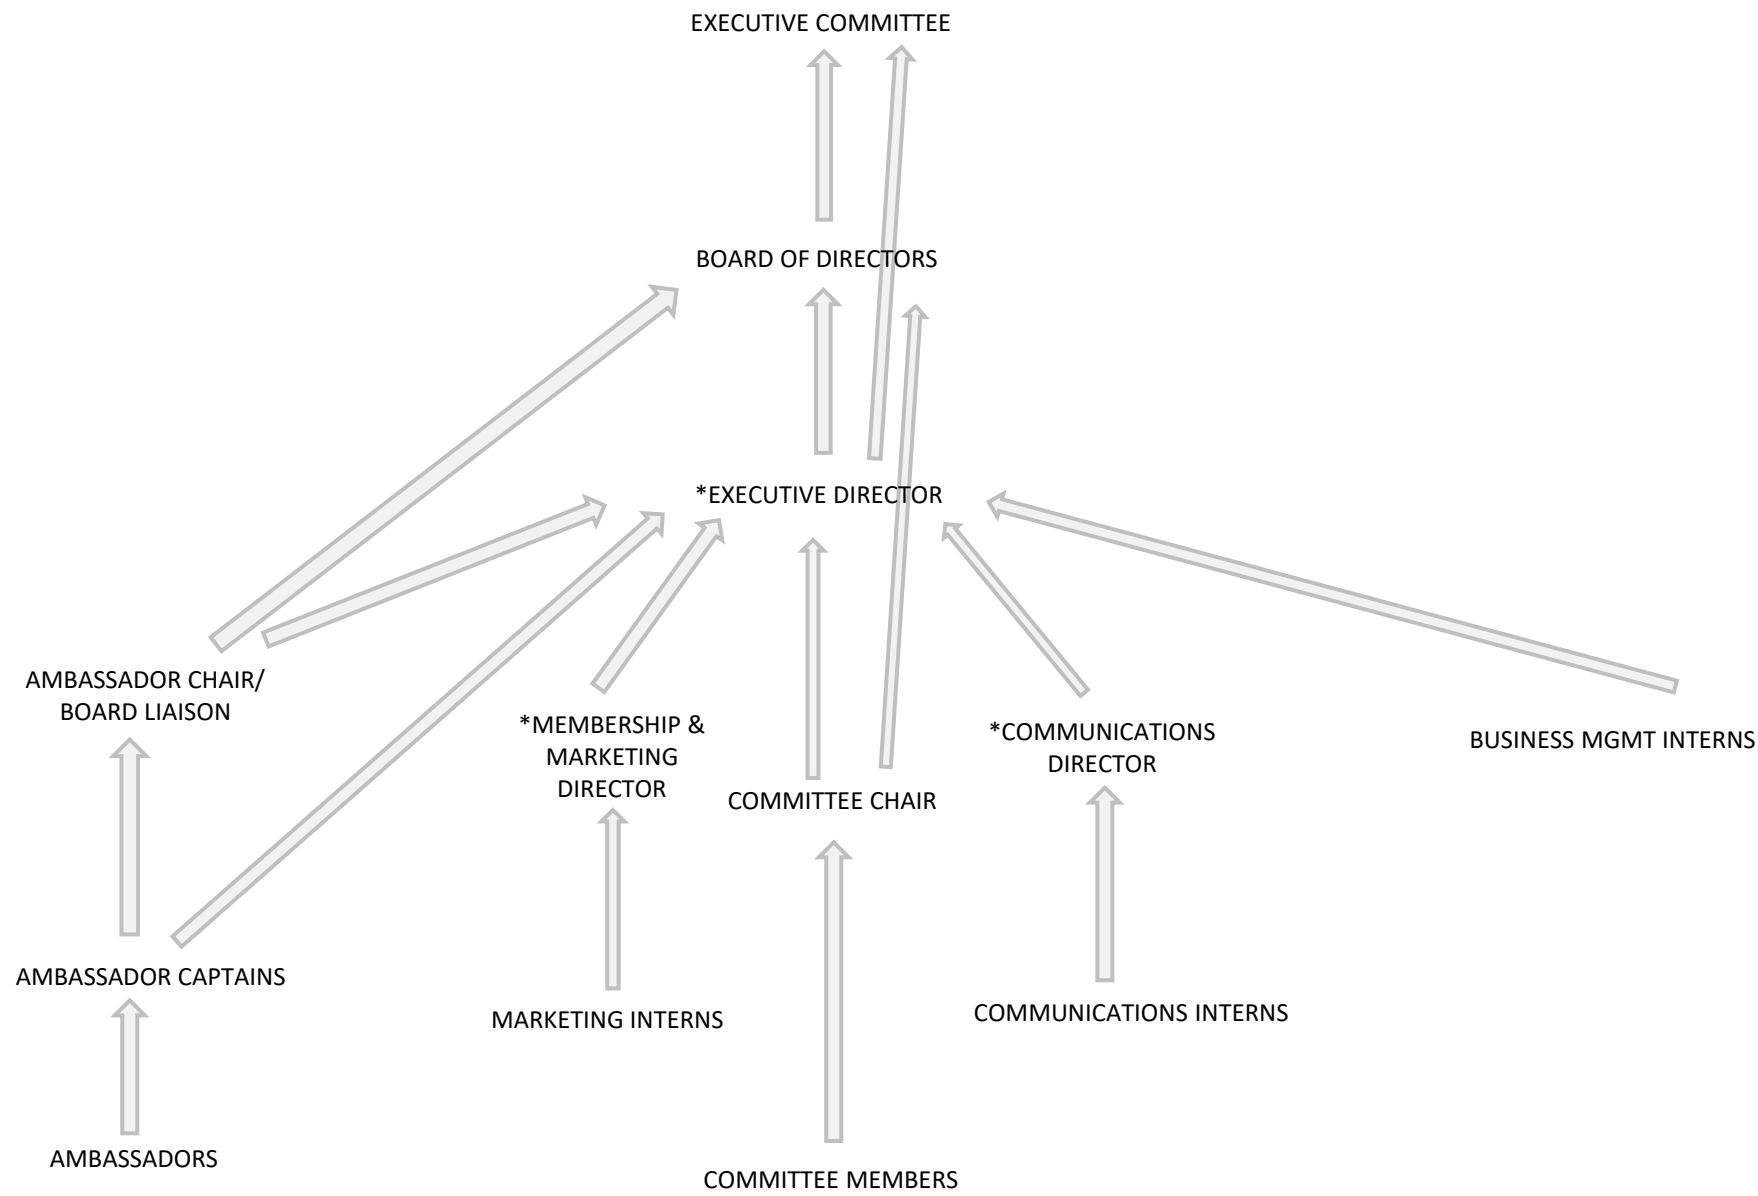 EXECUTIVE COMMITTEE
BOARD OF DIRECTORS
*EXECUTIVE DIRECTOR
AMBASSADOR CHAIR/
BOARD LIAISON
*MEMBERSHIP &
MARKETING
DIRECTOR
COMMITTEE CHAIR
*COMMUNICATIONS
DIRECTOR
BUSINESS MGMT INTERNS
AMBASSADOR CAPTAINS
MARKETING INTERNS
COMMUNICATIONS INTERNS
AMBASSADORS
COMMITTEE MEMBERS